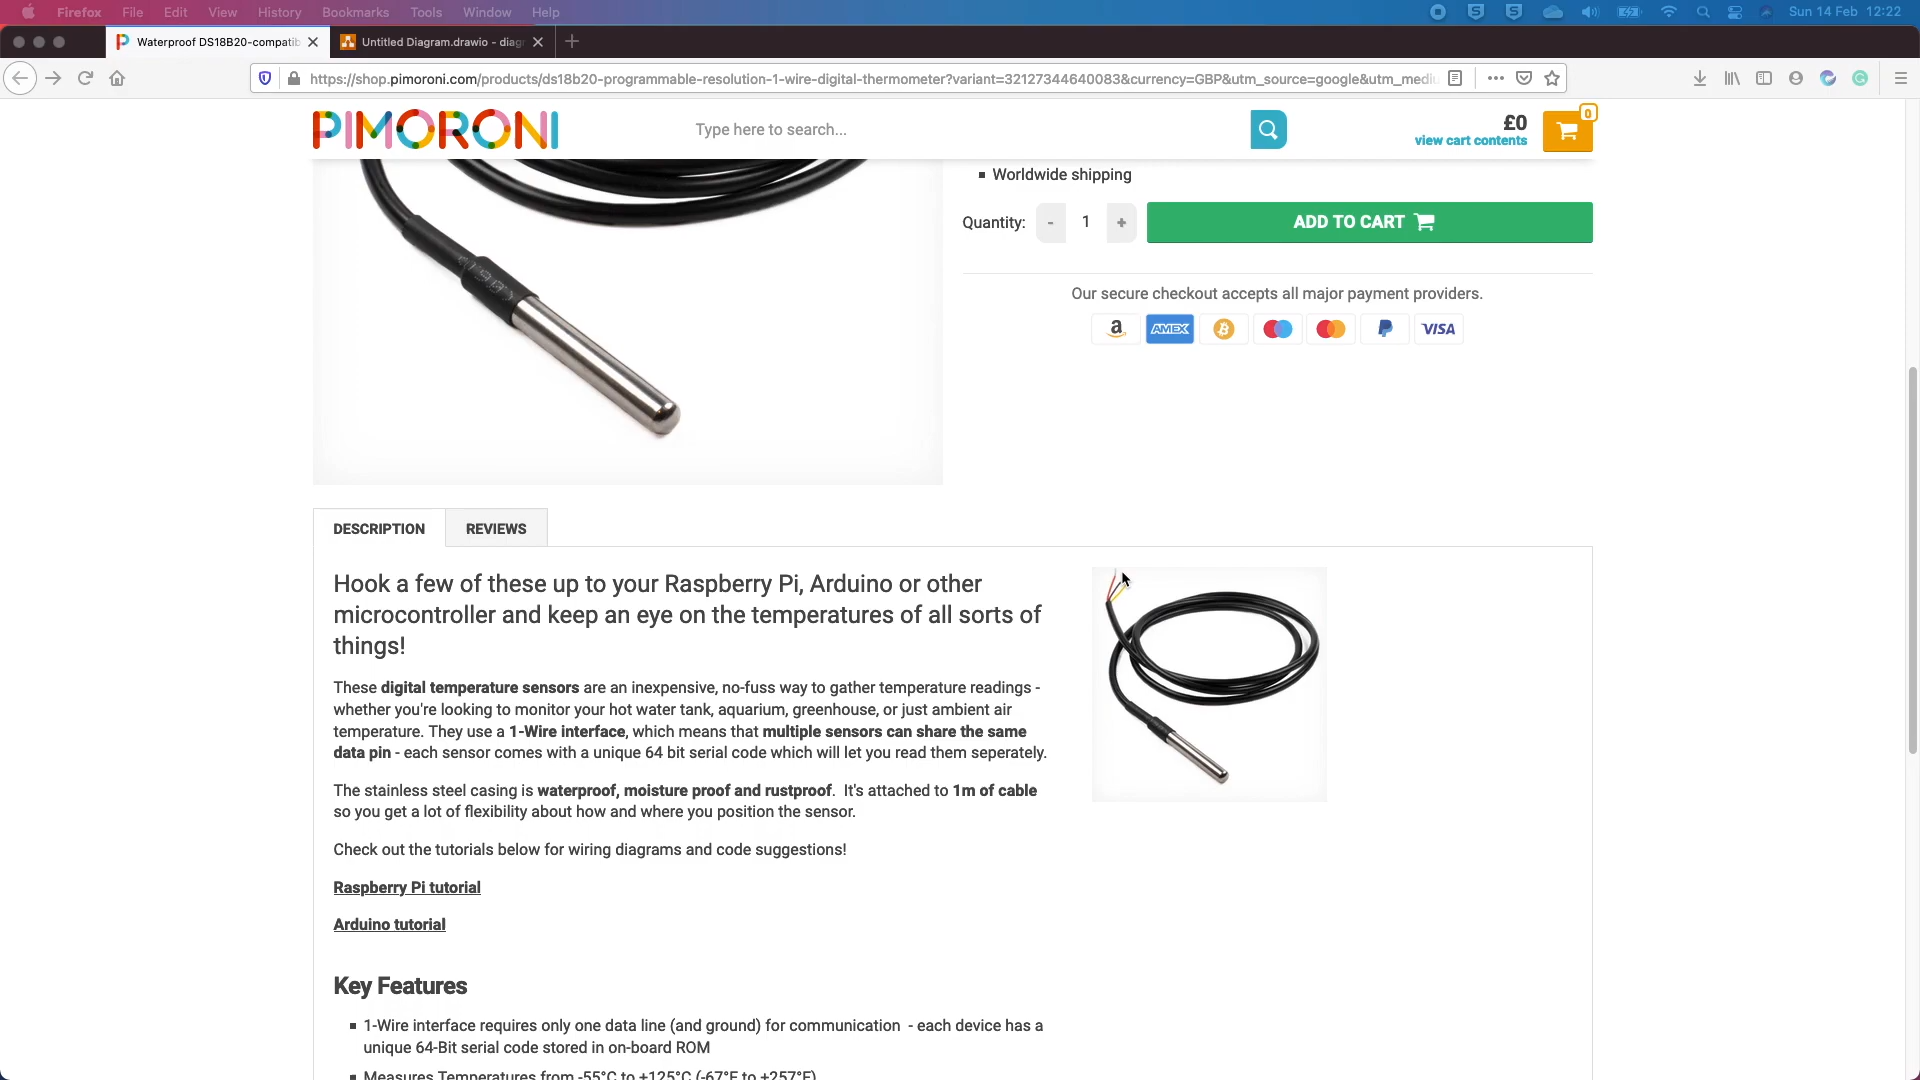 Firefox File Edit View History Bookmarks Tools Window Help Sun 14 Feb 12:22
Waterproof DS18B20-compatib Untitled Diagram.drawio - diag
https://shop.pimoroni.com/products/ds18b20-programmable-resolution-1-wire-digital-thermometer?variant=32127344640083&currency=GBP&utm_source=google&utm_medi
PIMORONI
Type here to search...
£0
view cart contents
0
Worldwide shipping
Quantity: - 1 + ADD TO CART
Our secure checkout accepts all major payment providers.
a AMEX VISA
DESCRIPTION REVIEWS
Hook a few of these up to your Raspberry Pi, Arduino or other
microcontroller and keep an eye on the temperatures of all sorts of
things!
These digital temperature sensors are an inexpensive, no-fuss way to gather temperature readings -
whether you're looking to monitor your hot water tank, aquarium, greenhouse, or just ambient air
temperature. They use a 1-Wire interface, which means that multiple sensors can share the same
data pin - each sensor comes with a unique 64 bit serial code which will let you read them seperately.
The stainless steel casing is waterproof, moisture proof and rustproof. It's attached to 1m of cable
so you get a lot of flexibility about how and where you position the sensor.
Check out the tutorials below for wiring diagrams and code suggestions!
Raspberry Pi tutorial
Arduino tutorial
Key Features
1-Wire interface requires only one data line (and ground) for communication - each device has a
unique 64-Bit serial code stored in on-board ROM
Measures Temperatures from -55°C to +125°C (-67°F to +257°F)